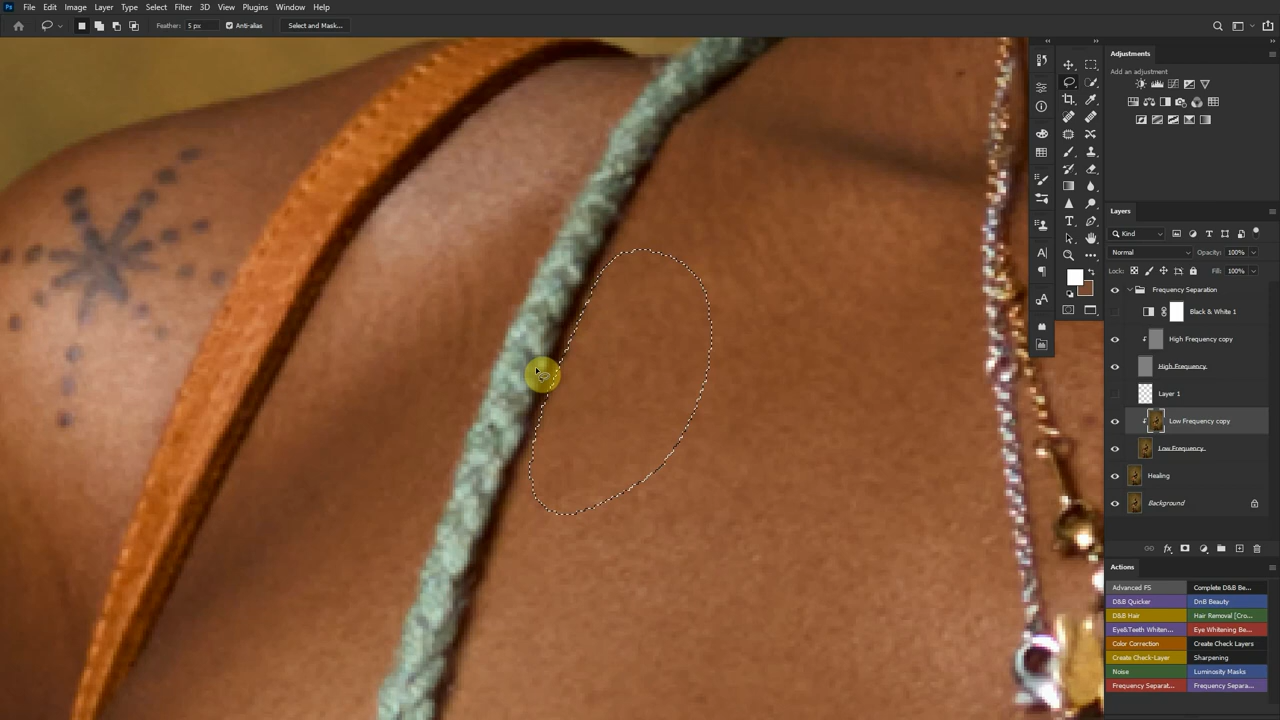 Ps File Edit Image Layer Type Select Filter 3D View Plugins Window Help
Feather: 5 px Anti-alias Select and Mask...
Adjustments
Add an adjustment
Layers
Kind
Normal Opacity: 100%
Lock: Fill: 100%
Frequency Separation
Black & White 1
High Frequency copy
High Frequency
Layer 1
Low Frequency copy
Low Frequency
Healing
Background
Actions
Advanced FS Complete D&B Be...
D&B Quicker DnB Beauty
D&B Hair Hair Removal [Cro...
Eye&Teeth Whiten... Eye Whitening Be...
Color Correction Create Check Layers
Create Check-Layer Sharpening
Noise Luminosity Masks
Frequency Separat... Frequency Separa...